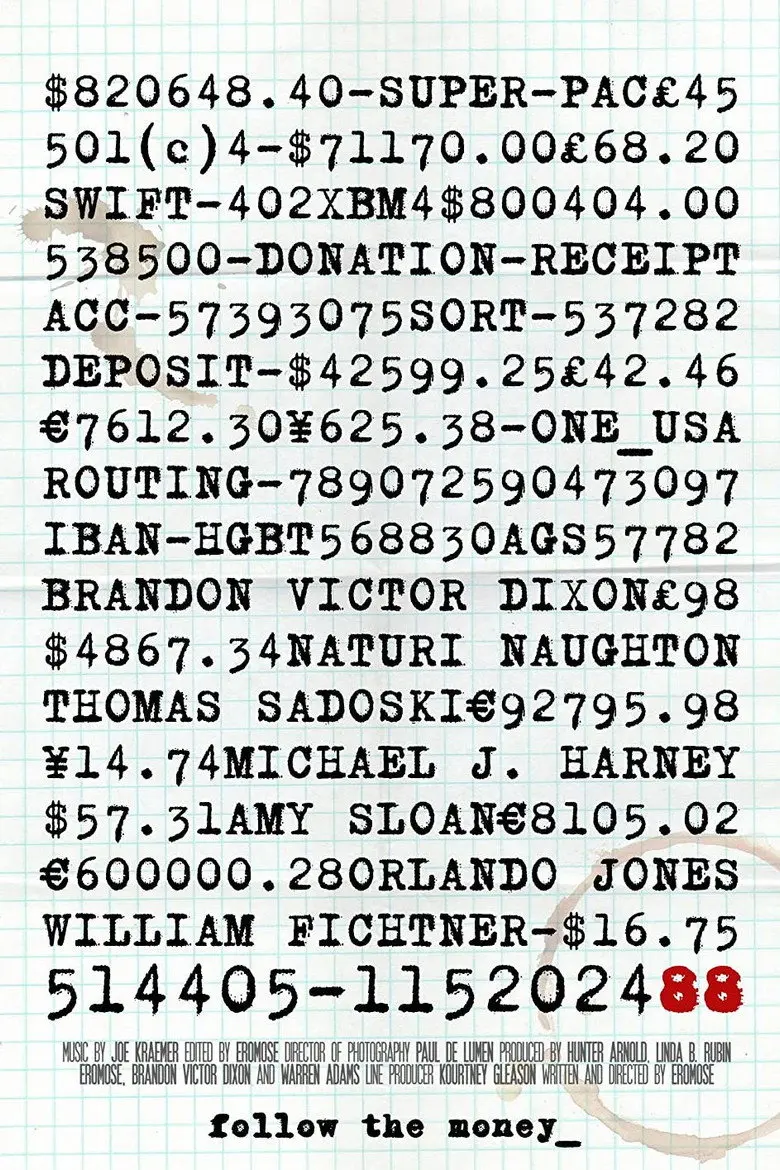 $820648.40-SUPER-PAC£45
501(c)4-$71170.00£68.20
SWIFT-402XBM4$800404.00
538500-DONATION-RECEIPT
ACC-57393075SORT-537282
DEPOSIT-$42599.25£42.46
€7612.30¥625.38-ONE_USA
ROUTING-789072590473097
IBAN-HGBT568830AGS57782
BRANDON VICTOR DIXON£98
$4867.34NATURI NAUGHTON
THOMAS SADOSKI€92795.98
¥14.74MICHAEL J. HARNEY
$57.31AMY SLOAN€8105.02
€600000.28ORLANDO JONES
WILLIAM FICHTNER-$16.75
514405-115202488
MUSIC BY JOE KRAEMER EDITED BY EROMOSE DIRECTOR OF PHOTOGRAPHY PAUL DE LUMEN PRODUCED BY HUNTER ARNOLD, LINDA B. RUBIN
EROMOSE, BRANDON VICTOR DIXON AND WARREN ADAMS LINE PRODUCER KOURTNEY GLEASON WRITTEN AND DIRECTED BY EROMOSE
follow the money_